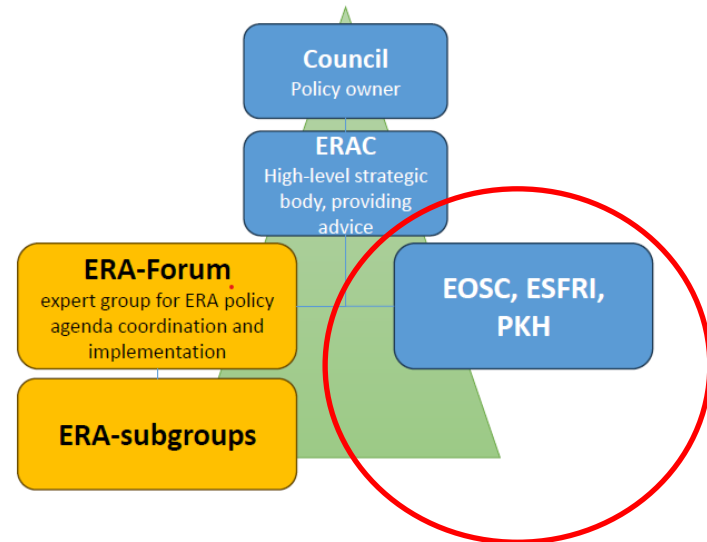 Council
Policy owner
ERAC
High-level strategic
body, providing
advice
ERA-Forum
expert group for ERA policy
agenda coordination and
implementation
EOSC, ESFRI,
PKH
ERA-subgroups